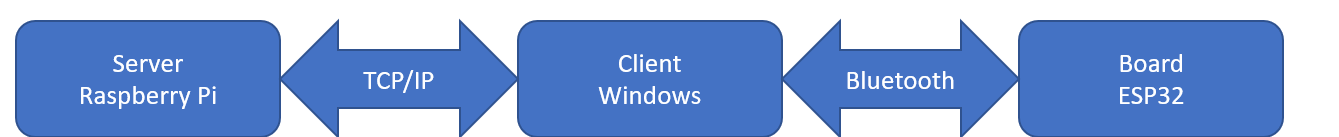 Server
Raspberry Pi
TCP/IP
Client
Windows
Bluetooth
Board
ESP32